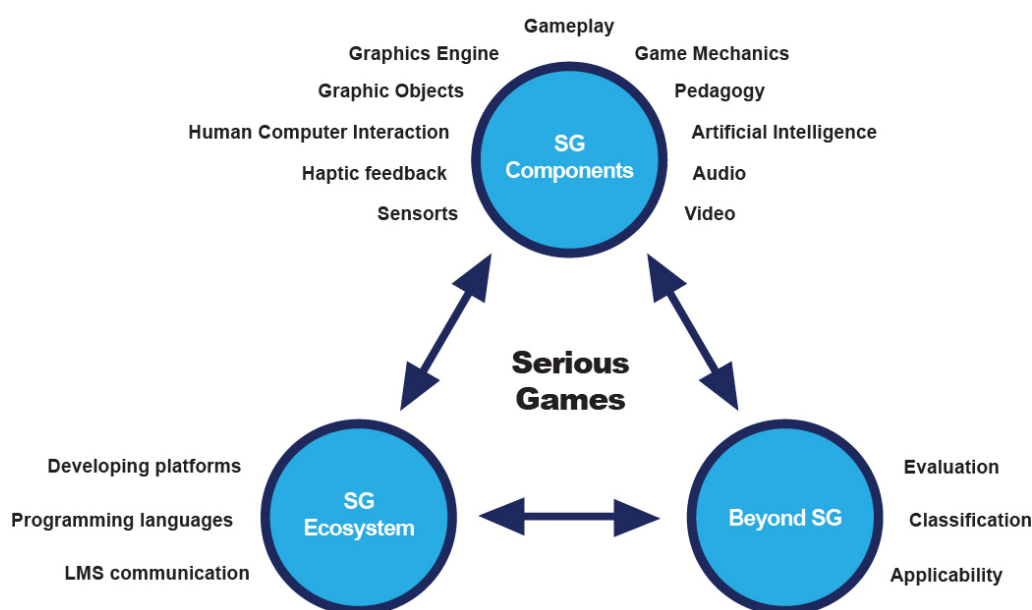 Gameplay
Graphics Engine
Game Mechanics
Graphic Objects
Pedagogy
Human Computer Interaction
Artificial Intelligence
Haptic feedback
Audio
Sensorts
Video
SG
Components
Serious
Games
Developing platforms
Programming languages
LMS communication
SG
Ecosystem
Beyond SG
Evaluation
Classification
Applicability